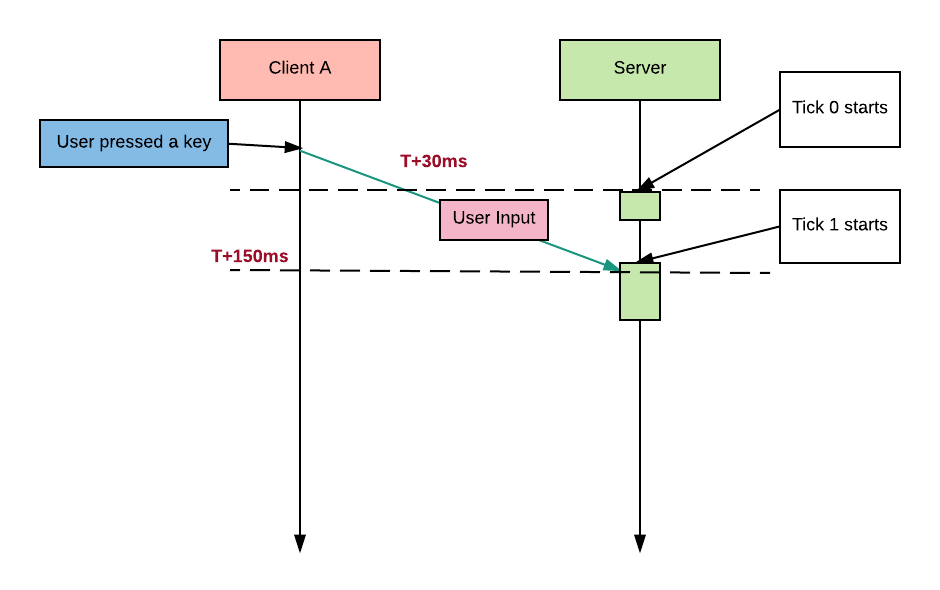 Client A
Server
Tick 0 starts
User pressed a key
T+30ms
User Input
Tick 1 starts
T+150ms